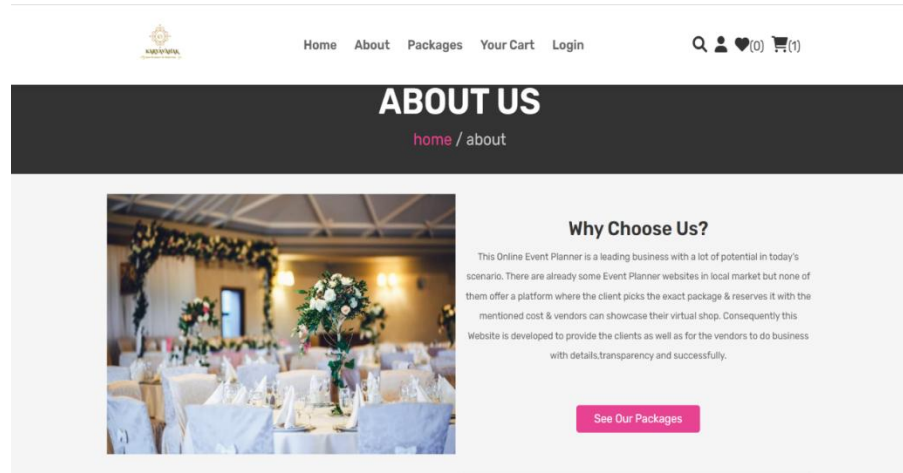 Home About Packages Your Cart Login (0) (1)
ABOUT US
home / about
Why Choose Us?
This Online Event Planner is a leading business with a lot of potential in today's
scenario. There are already some Event Planner websites in local market but none of
them offer a platform where the client picks the exact package & reserves it with the
mentioned cost & vendors can showcase their virtual shop. Consequently this
Website is developed to provide the clients as well as for the vendors to do business
with details,transparency and successfully.
See Our Packages